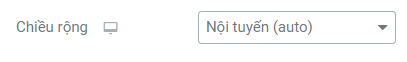 Chiều rộng
Nội tuyến (auto)